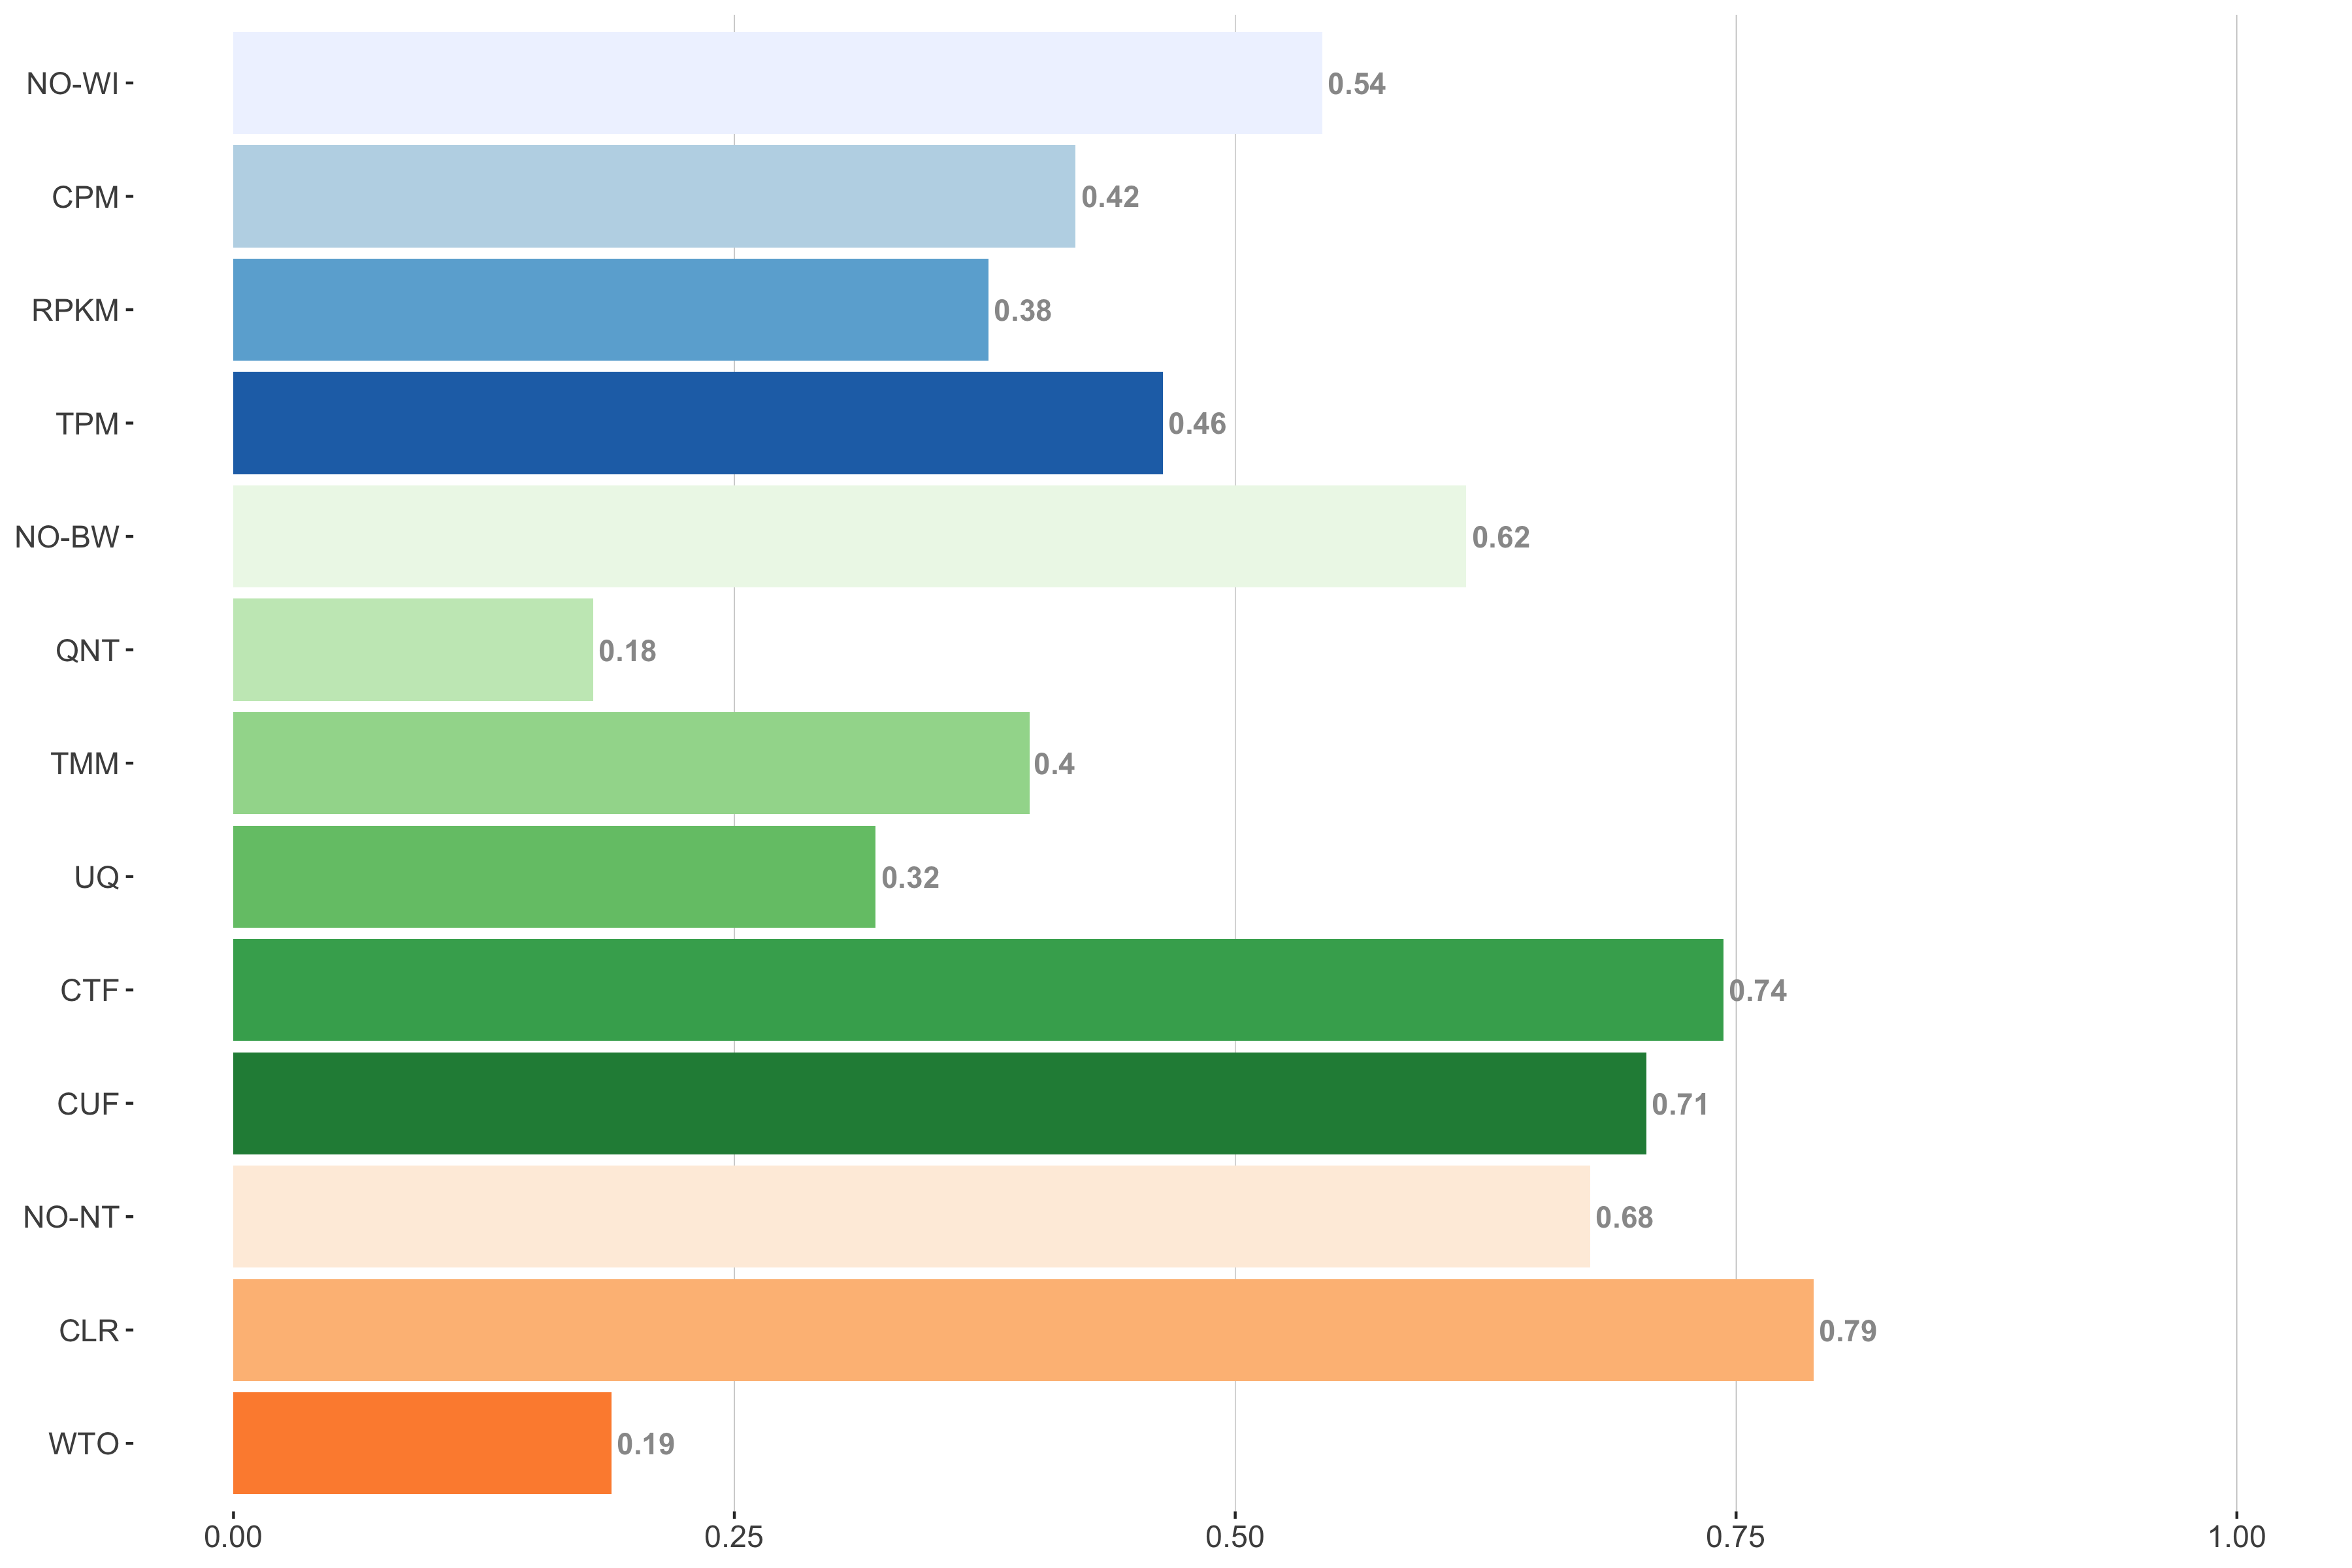 NO-WI 0.54
CPM 0.42
RPKM 0.38
TPM 0.46
NO-BW 0.62
QNT 0.18
TMM 0.4
UQ 0.32
CTF 0.74
CUF 0.71
NO-NT 0.68
CLR 0.79
WTO 0.19
0.00 0.25 0.50 0.75 1.00